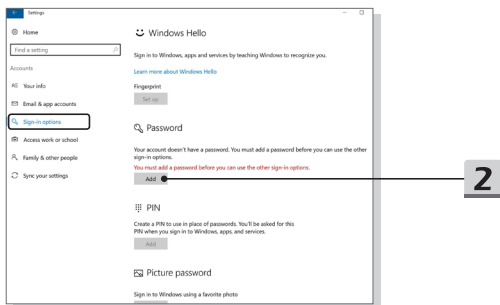 Settings
Home
Find a setting
Accounts
Your info
Email & app accounts
Sign-in options
Access work or school
Family & other people
Sync your settings
Windows Hello
Sign in to Windows, apps and services by teaching Windows to recognize you.
Learn more about Windows Hello
Fingerprint
Set up
Password
Your account doesn't have a password. You must add a password before you can use the other
sign-in options.
You must add a password before you can use the other sign-in options.
Add
2
PIN
Create a PIN to use in place of passwords. You'll be asked for this
PIN when you sign in to Windows, apps, and services.
Add
Picture password
Sign in to Windows using a favorite photo